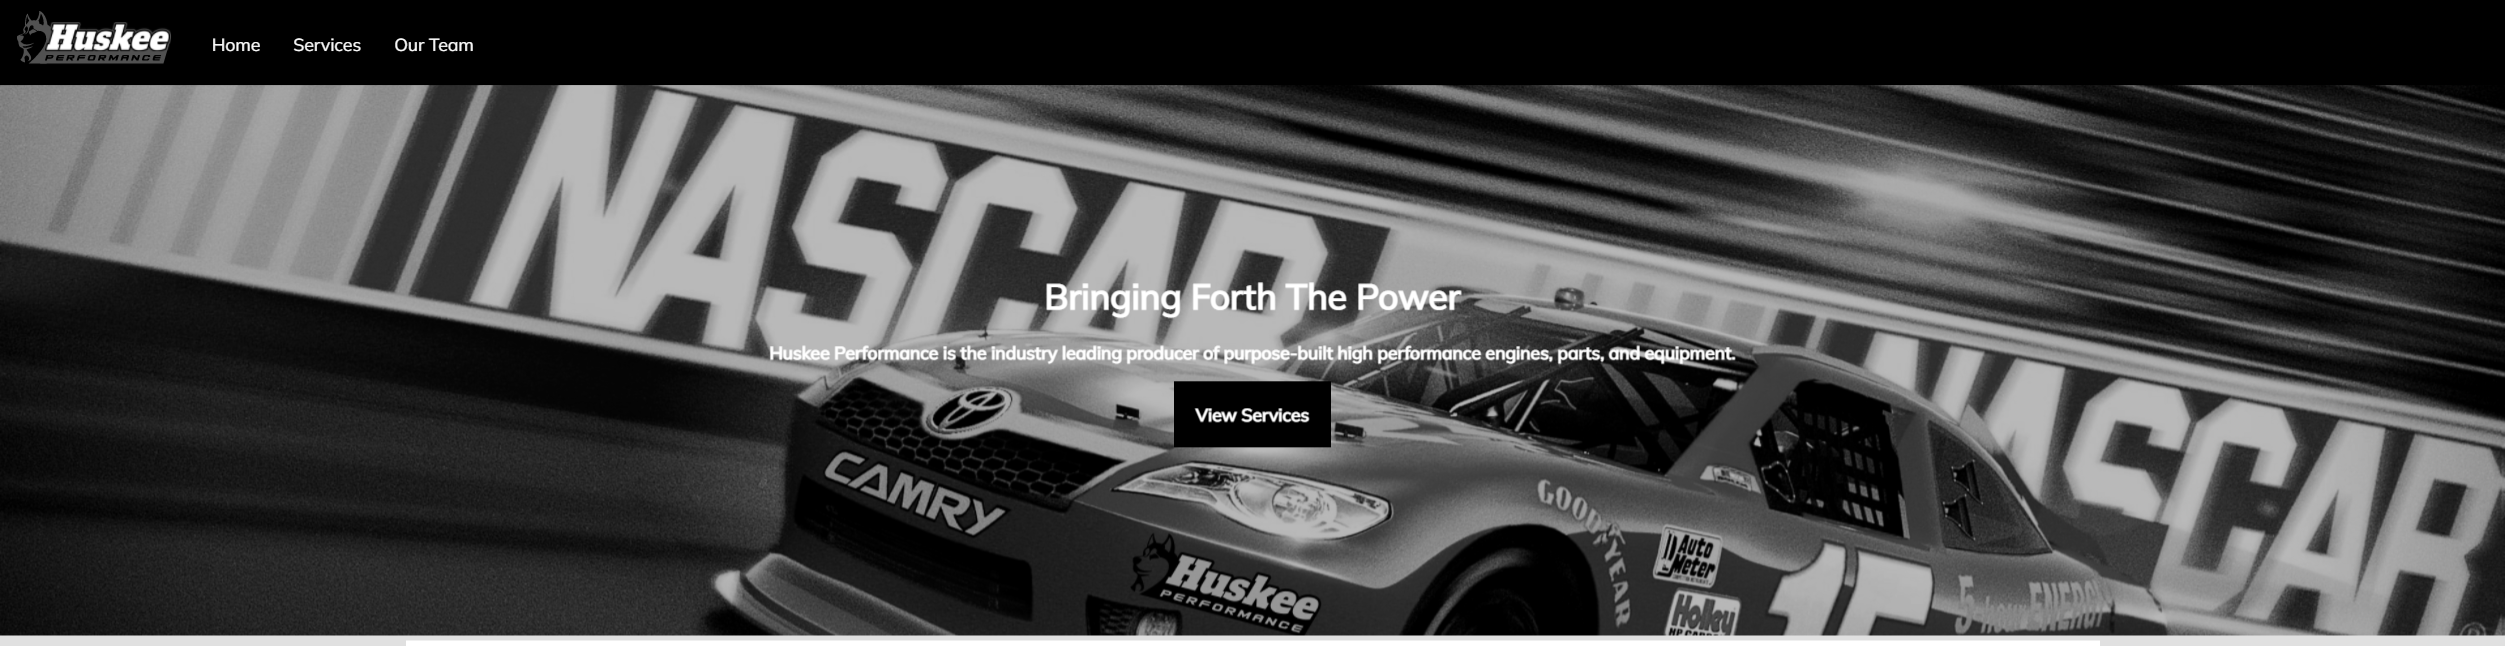 Huskee
PERFORMANCE
Home
Services
Our Team
NASCAR
Bringing Forth The Power
Huskee Performance is the industry leading producer of purpose-built high performance engines, parts, and equipment.
View Services
NASCAR
CAMRY
GOODYEAR
Huskee
PERFORMANCE
Auto
Meter
Holley
15
5-hour ENERGY